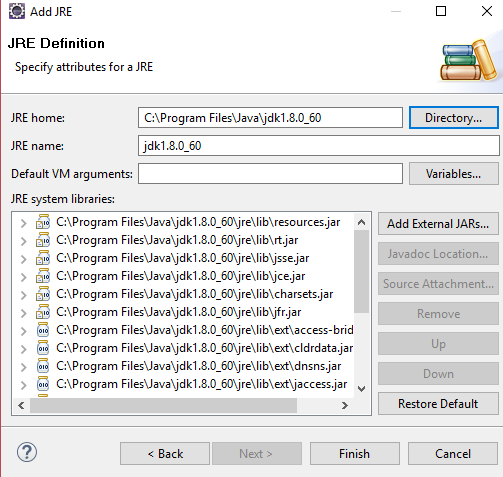 Add JRE
JRE Definition
Specify attributes for a JRE
JRE home: C:\Program Files\Java\jdk1.8.0_60 Directory...
JRE name: jdk1.8.0_60
Default VM arguments: Variables...
JRE system libraries:
C:\Program Files\Java\jdk1.8.0_60\jre\lib\resources.jar
C:\Program Files\Java\jdk1.8.0_60\jre\lib\rt.jar
C:\Program Files\Java\jdk1.8.0_60\jre\lib\jsse.jar
C:\Program Files\Java\jdk1.8.0_60\jre\lib\jce.jar
C:\Program Files\Java\jdk1.8.0_60\jre\lib\charsets.jar
C:\Program Files\Java\jdk1.8.0_60\jre\lib\jfr.jar
C:\Program Files\Java\jdk1.8.0_60\jre\lib\ext\access-brid
C:\Program Files\Java\jdk1.8.0_60\jre\lib\ext\cldrdata.jar
C:\Program Files\Java\jdk1.8.0_60\jre\lib\ext\dnsns.jar
C:\Program Files\Java\jdk1.8.0_60\jre\lib\ext\jaccess.jar
Add External JARs...
Javadoc Location...
Source Attachment...
Remove
Up
Down
Restore Default
? < Back Next > Finish Cancel